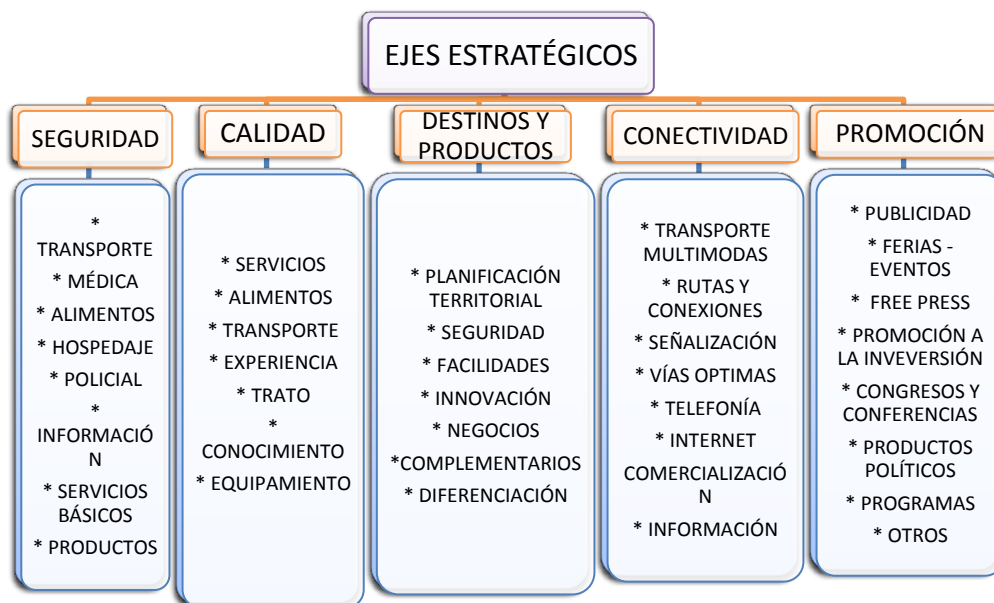 EJES ESTRATÉGICOS
SEGURIDAD
*
TRANSPORTE
* MÉDICA
* ALIMENTOS
* HOSPEDAJE
* POLICIAL
*
INFORMACIÓ
N
* SERVICIOS
BÁSICOS
* PRODUCTOS
CALIDAD
* SERVICIOS
* ALIMENTOS
* TRANSPORTE
* EXPERIENCIA
* TRATO
*
CONOCIMIENTO
* EQUIPAMIENTO
DESTINOS Y
PRODUCTOS
* PLANIFICACIÓN
TERRITORIAL
* SEGURIDAD
* FACILIDADES
* INNOVACIÓN
* NEGOCIOS
*COMPLEMENTARIOS
* DIFERENCIACIÓN
CONECTIVIDAD
* TRANSPORTE
MULTIMODAS
* RUTAS Y
CONEXIONES
* SEÑALIZACIÓN
* VÍAS OPTIMAS
* TELEFONÍA
* INTERNET
COMERCIALIZACIÓ
N
* INFORMACIÓN
PROMOCIÓN
* PUBLICIDAD
* FERIAS -
EVENTOS
* FREE PRESS
* PROMOCIÓN A
LA INVEVERSIÓN
* CONGRESOS Y
CONFERENCIAS
* PRODUCTOS
POLÍTICOS
* PROGRAMAS
* OTROS